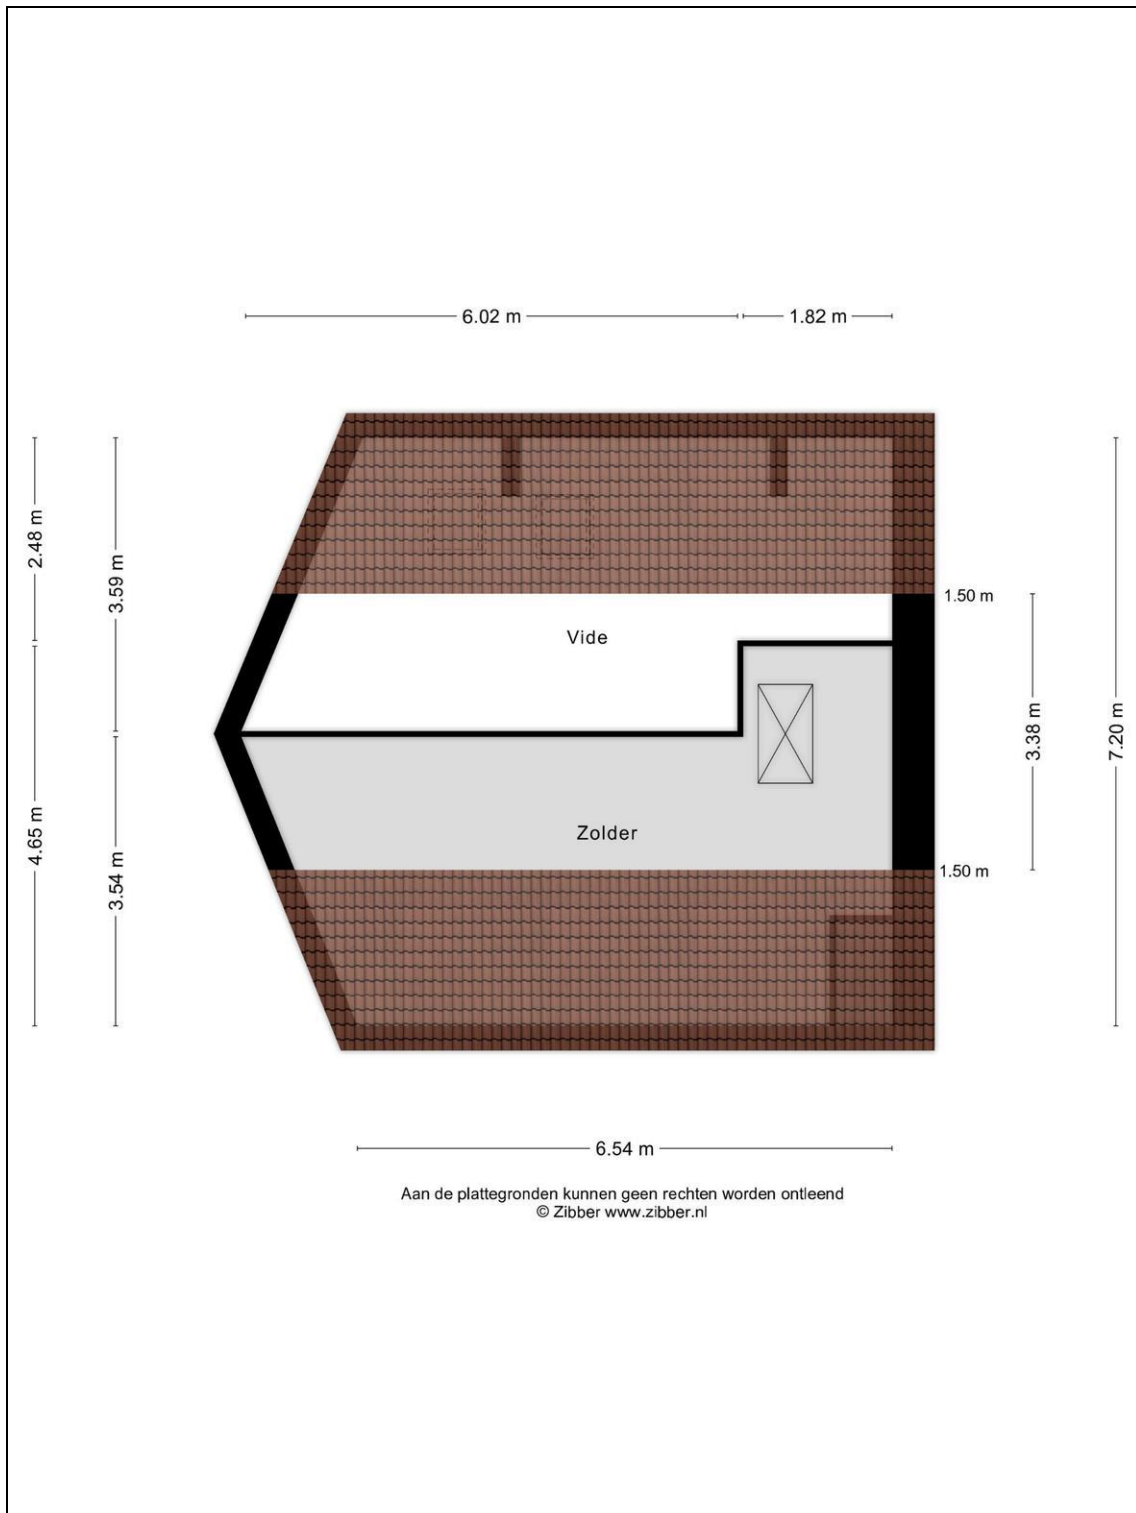 6.02 m
1.82 m
2.48 m
3.59 m
1.50 m
Vide
3.38 m
7.20 m
4.65 m
Zolder
1.50 m
3.54 m
6.54 m
Aan de plattegronden kunnen geen rechten worden ontleend
© Zibber www.zibber.nl